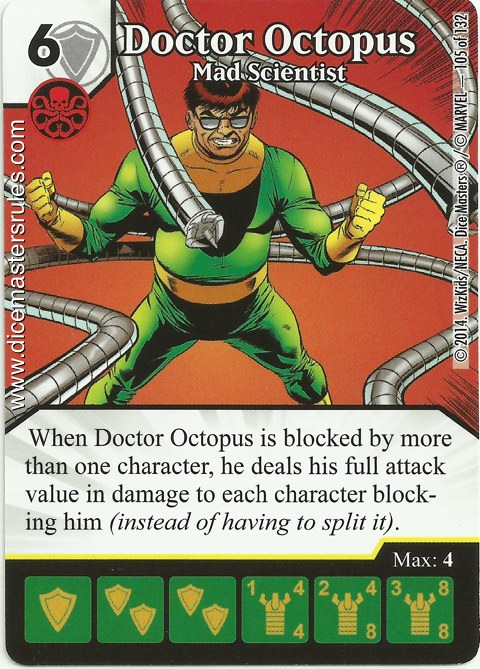 6 Doctor Octopus
Mad Scientist
www.dicemastersrules.com
© 2014. WizKids/NECA. Dice Masters ® / © MARVEL — 105 of 132
When Doctor Octopus is blocked by more
than one character, he deals his full attack
value in damage to each character block-
ing him (instead of having to split it).
Max: 4
1 4 2 4 3 8
4 8 8